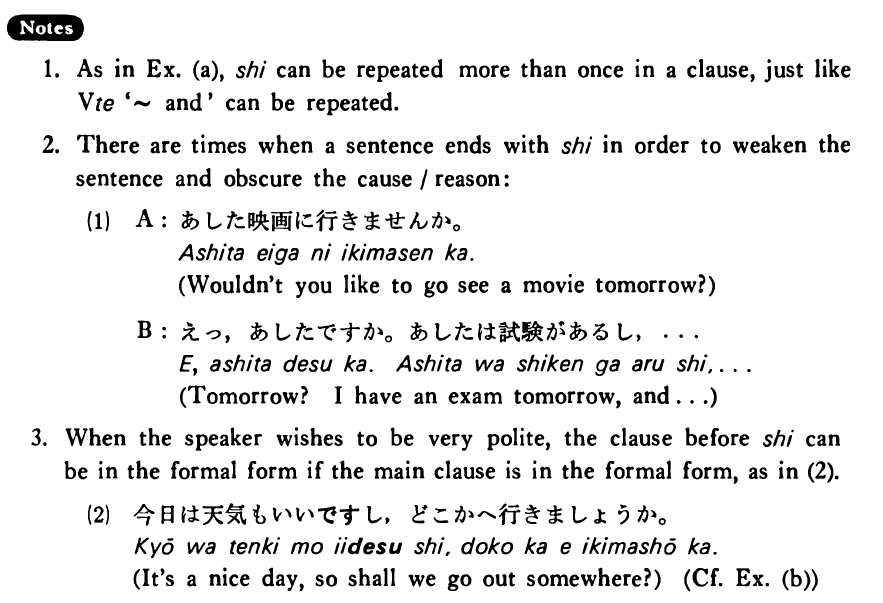 Notes
1. As in Ex. (a), shi can be repeated more than once in a clause, just like
Vte ‘~ and’ can be repeated.
2. There are times when a sentence ends with shi in order to weaken the
sentence and obscure the cause / reason:
(1) A: あした映画に行きませんか。
Ashita eiga ni ikimasen ka.
(Wouldn't you like to go see a movie tomorrow?)
B: えっ，あしたですか。あしたは試験があるし，...
E, ashita desu ka. Ashita wa shiken ga aru shi,...
(Tomorrow? I have an exam tomorrow, and...)
3. When the speaker wishes to be very polite, the clause before shi can
be in the formal form if the main clause is in the formal form, as in (2).
(2) 今日は天気もいいですし，どこかへ行きましょうか。
Kyō wa tenki mo iidesu shi, doko ka e ikimashō ka.
(It's a nice day, so shall we go out somewhere?) (Cf. Ex. (b))